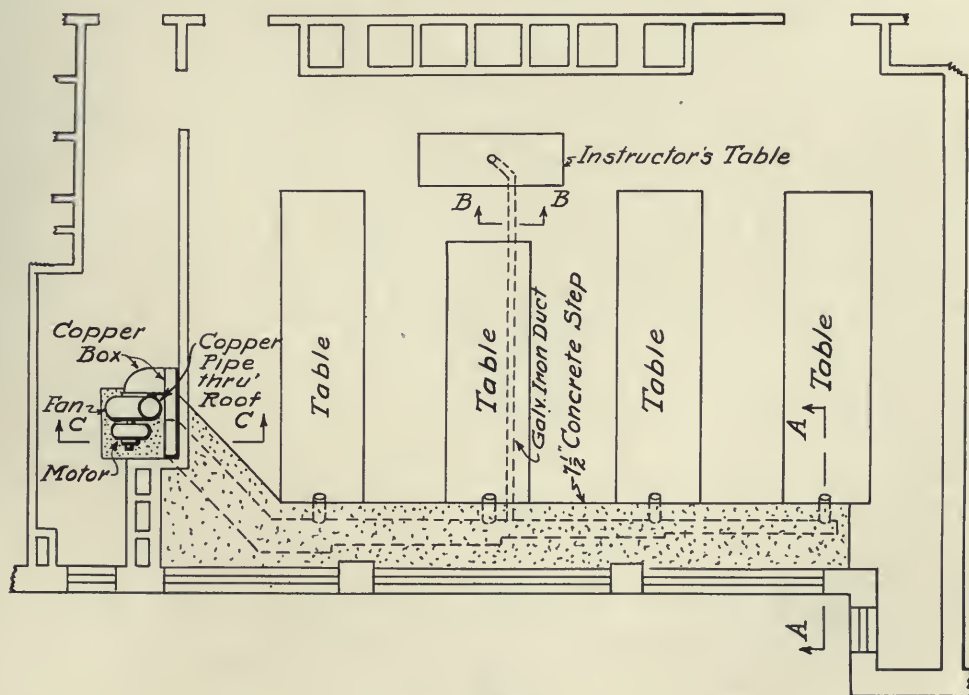 Instructor's Table
B B
Table
Table
Table
Table
Galv. Iron Duct
7½" Concrete Step
Copper
Box
Copper
Pipe
thru'
Roof
Fan
C C
Motor
A
A